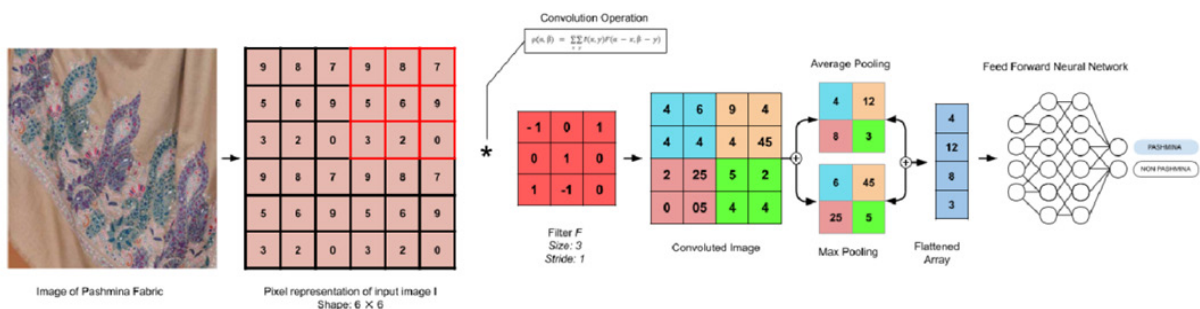 Convolution Operation
Average Pooling
Feed Forward Neural Network
9 8 7 9 8 7
5 6 9 5 6 9
3 2 0 3 2 0
9 8 7 9 8 7
5 6 9 5 6 9
3 2 0 3 2 0
*
-1 0 1
0 1 0
1 -1 0
Filter F
Size: 3
Stride: 1
4 6 9 4
4 4 4 45
2 25 5 2
0 05 4 4
Convoluted Image
4 12
8 3
6 45
25 5
Max Pooling
4
12
8
3
Flattened
Array
PASHMINA
NON PASHMINA
Image of Pashmina Fabric
Pixel representation of input image I
Shape: 6 × 6